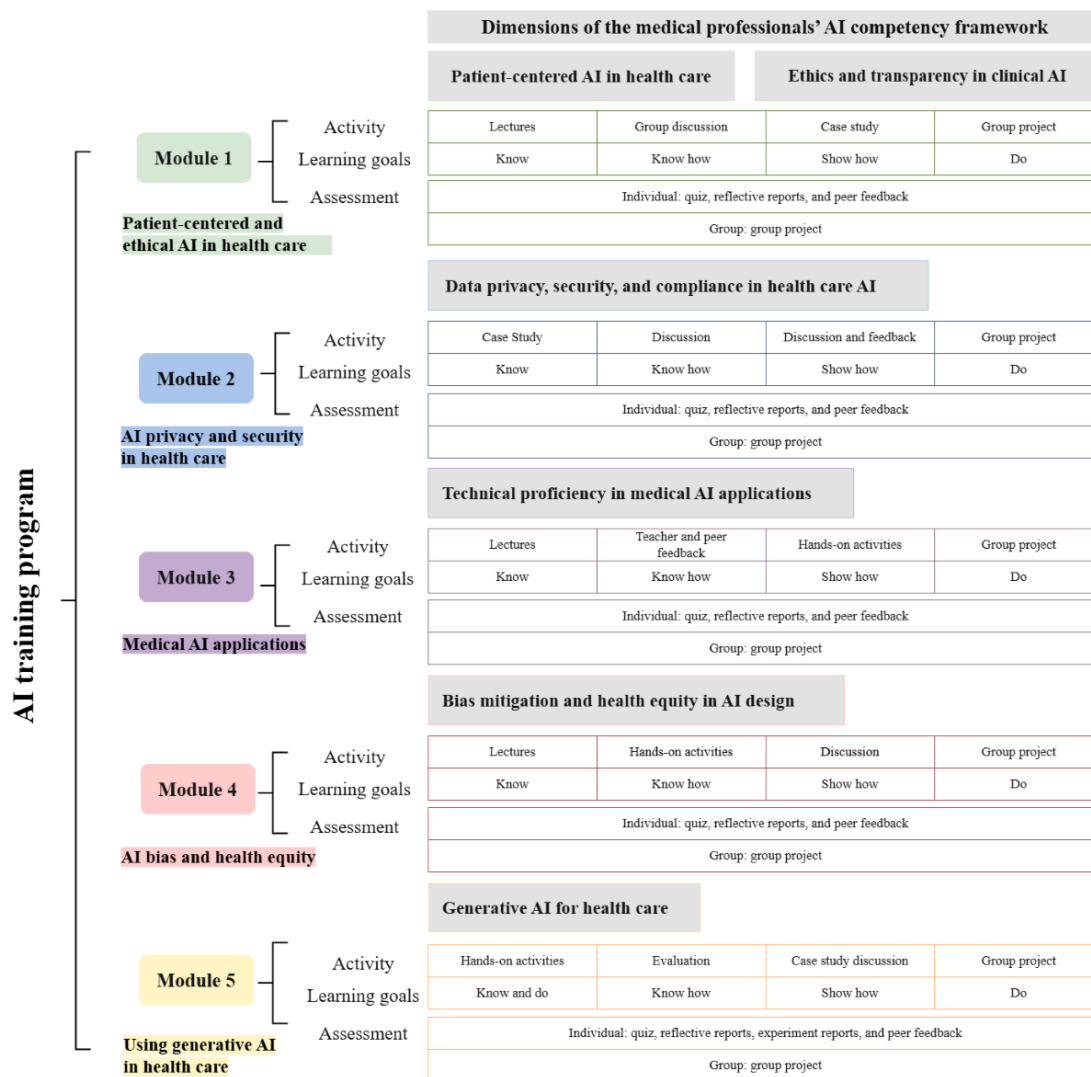 Dimensions of the medical professionals' AI competency framework
Patient-centered AI in health care
Ethics and transparency in clinical AI
AI training program
Module 1
Patient-centered and
ethical AI in health care
Activity
Lectures
Group discussion
Case study
Group project
Learning goals
Know
Know how
Show how
Do
Assessment
Individual: quiz, reflective reports, and peer feedback
Group: group project
Data privacy, security, and compliance in health care AI
Module 2
AI privacy and security
in health care
Activity
Case Study
Discussion
Discussion and feedback
Group project
Learning goals
Know
Know how
Show how
Do
Assessment
Individual: quiz, reflective reports, and peer feedback
Group: group project
Technical proficiency in medical AI applications
Module 3
Medical AI applications
Activity
Lectures
Teacher and peer
feedback
Hands-on activities
Group project
Learning goals
Know
Know how
Show how
Do
Assessment
Individual: quiz, reflective reports, and peer feedback
Group: group project
Bias mitigation and health equity in AI design
Module 4
AI bias and health equity
Activity
Lectures
Hands-on activities
Discussion
Group project
Learning goals
Know
Know how
Show how
Do
Assessment
Individual: quiz, reflective reports, and peer feedback
Group: group project
Generative AI for health care
Module 5
Using generative AI
in health care
Activity
Hands-on activities
Evaluation
Case study discussion
Group project
Learning goals
Know and do
Know how
Show how
Do
Assessment
Individual: quiz, reflective reports, experiment reports, and peer feedback
Group: group project